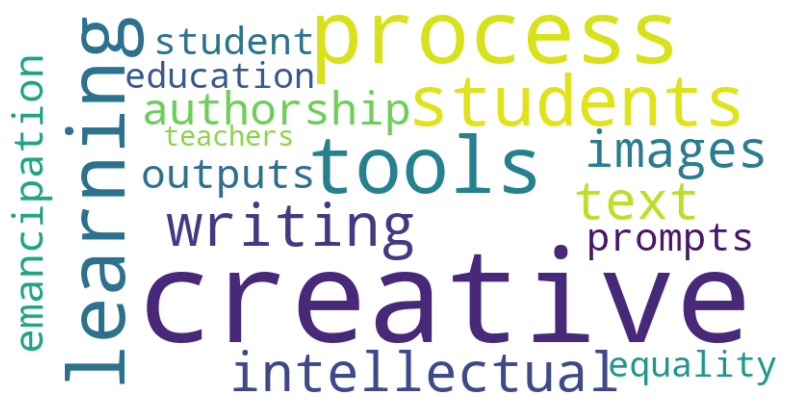 process
student
learning
education
students
authorship
teachers
emancipation
images
tools
outputs
text
writing
prompts
creative
intellectual
equality